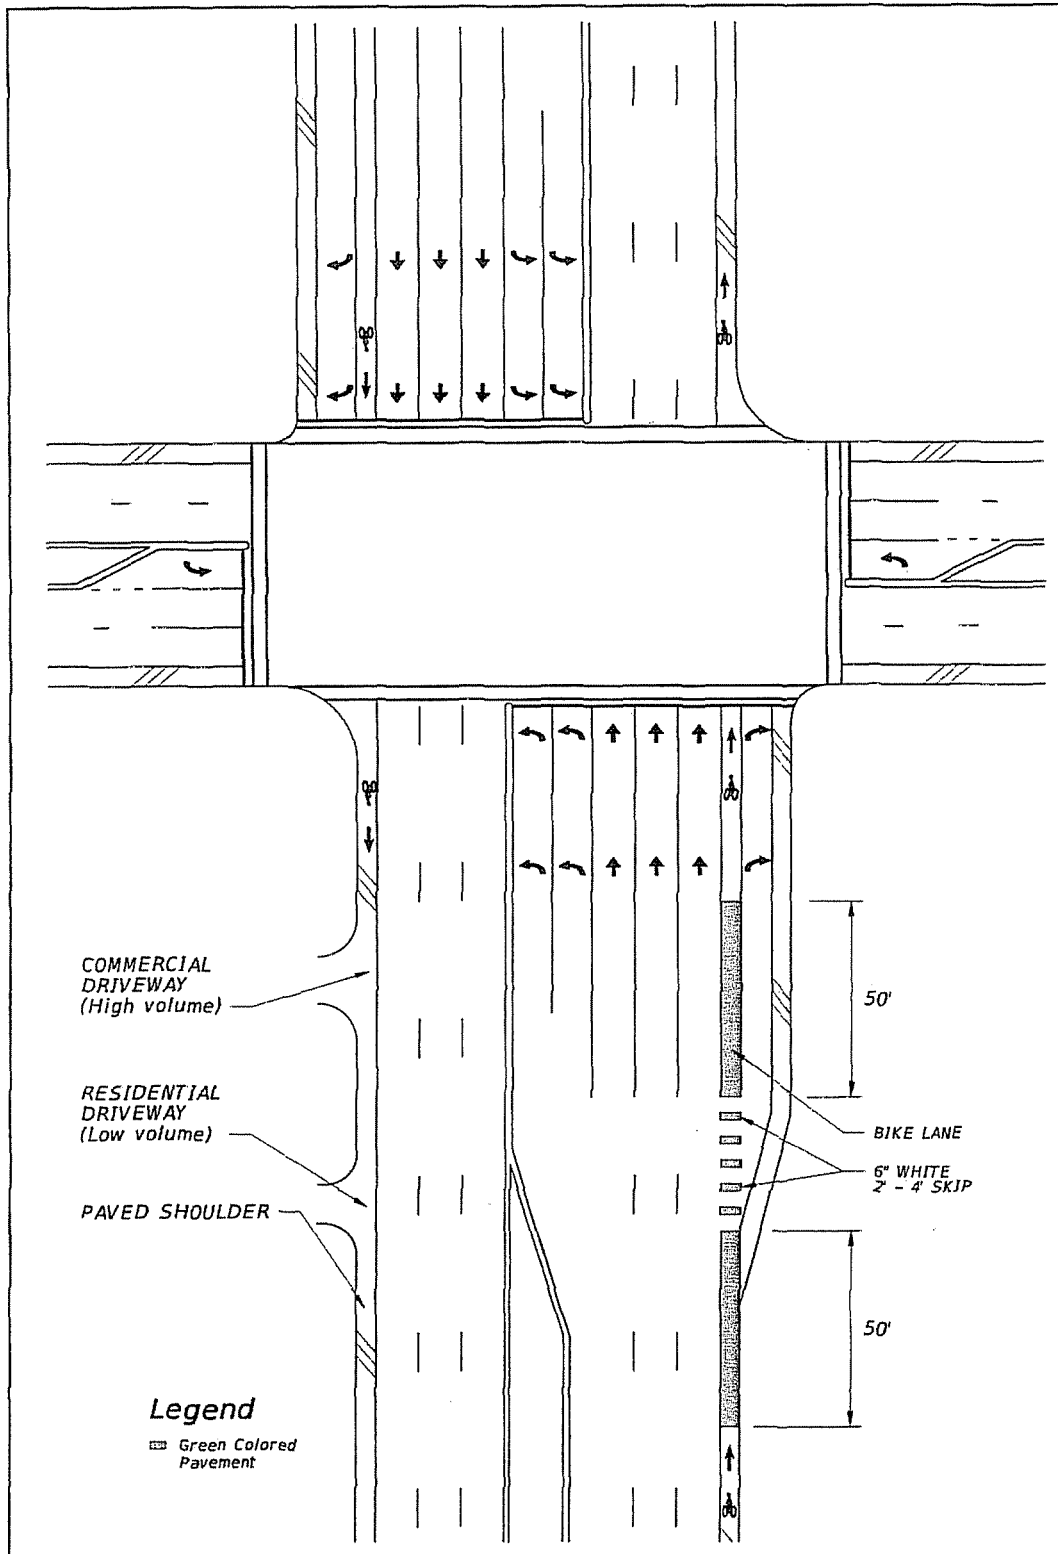 COMMERCIAL
DRIVEWAY
(High volume)
50'
RESIDENTIAL
DRIVEWAY
(Low volume)
BIKE LANE
6" WHITE
2' - 4' SKIP
PAVED SHOULDER
50'
Legend
Green Colored
Pavement